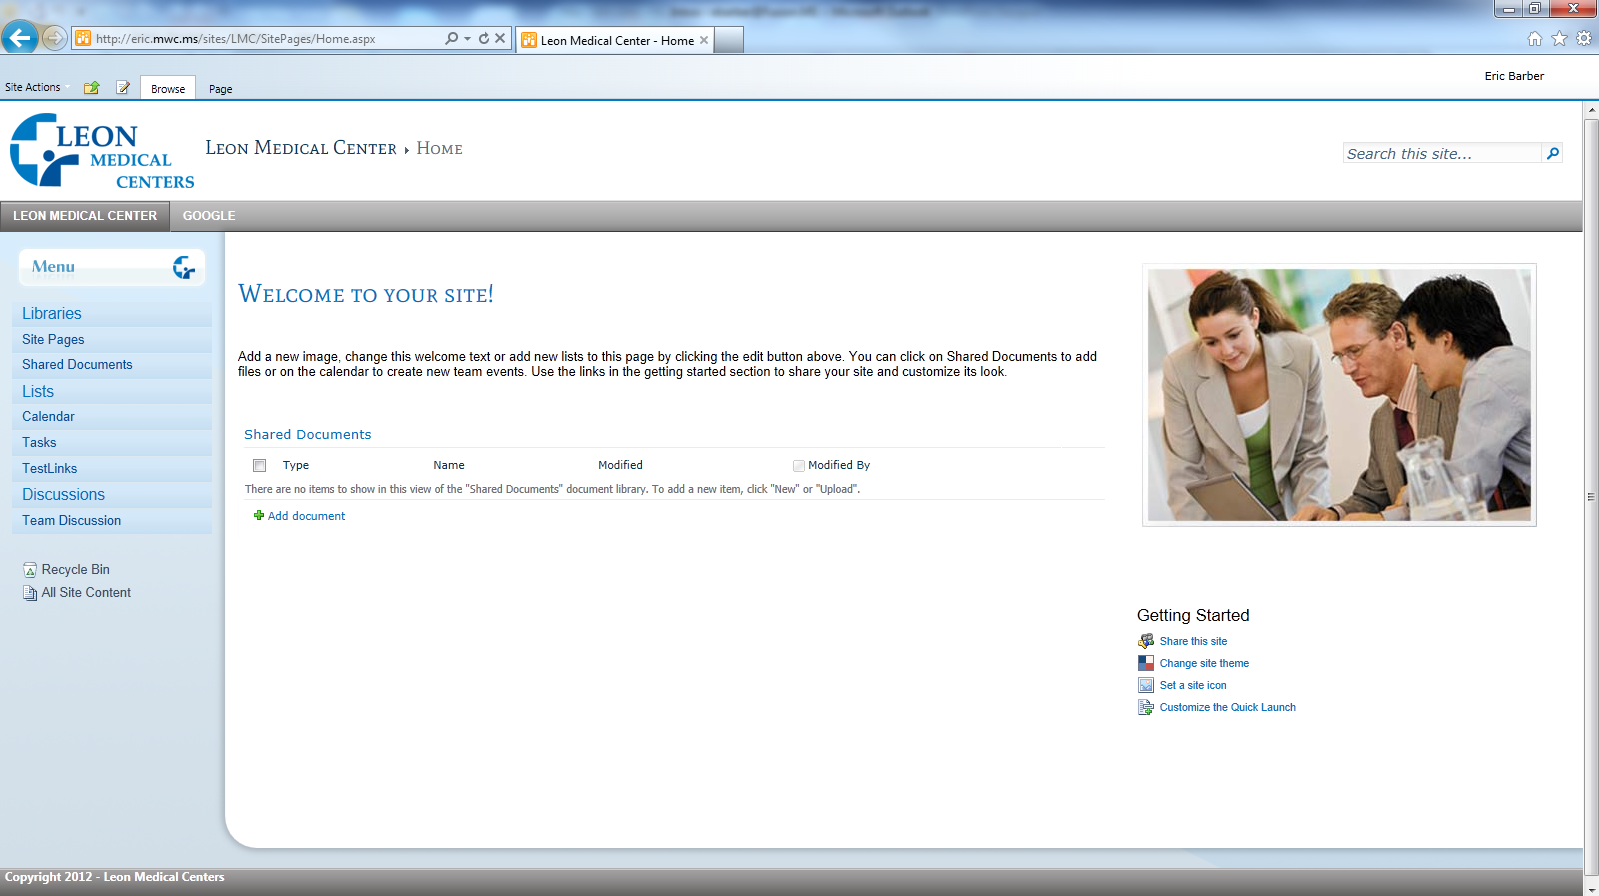 http://eric.mwc.ms/sites/LMC/SitePages/Home.aspx
Leon Medical Center - Home
Site Actions
Browse
Page
Eric Barber
LEON
MEDICAL
CENTERS
Leon Medical Center ▸ Home
Search this site...
LEON MEDICAL CENTER
GOOGLE
Menu
Libraries
Site Pages
Shared Documents
Lists
Calendar
Tasks
TestLinks
Discussions
Team Discussion
Recycle Bin
All Site Content
Welcome to your site!
Add a new image, change this welcome text or add new lists to this page by clicking the edit button above. You can click on Shared Documents to add
files or on the calendar to create new team events. Use the links in the getting started section to share your site and customize its look.
Shared Documents
Type Name Modified Modified By
There are no items to show in this view of the "Shared Documents" document library. To add a new item, click "New" or "Upload".
Add document
Getting Started
Share this site
Change site theme
Set a site icon
Customize the Quick Launch
Copyright 2012 - Leon Medical Centers